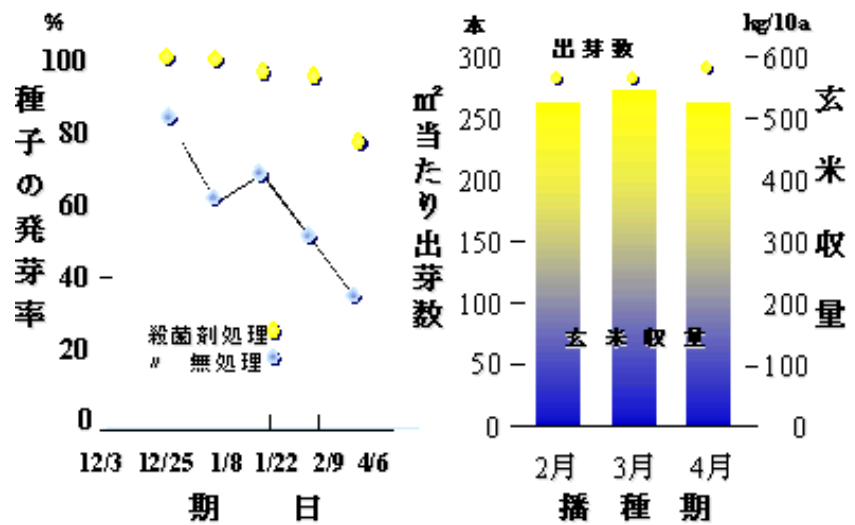 %
100
80
60
40
20
0
種子の発芽率
殺菌剤処理
〃 無処理
12/3 12/25 1/8 1/22 2/9 4/6
期日
本
300
250
200
150
100
50
0
㎡当たり出芽数
出芽数
玄米収量
kg/10a
600
500
400
300
200
100
0
玄米収量
2月 3月 4月
播種期